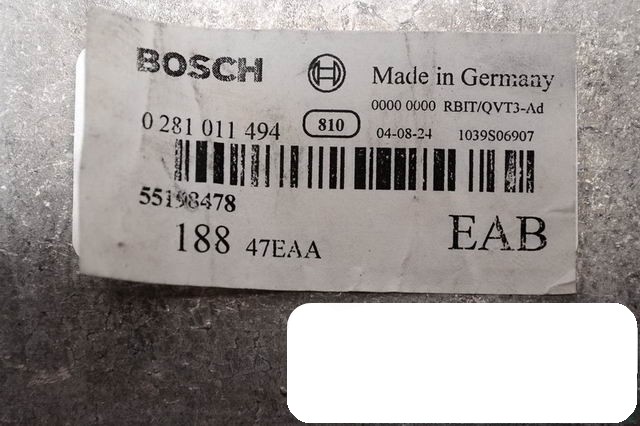 BOSCH
Made in Germany
0000 0000 RBIT/QVT3-Ad
0 281 011 494 810 04-08-24 1039S06907
55198478
188 47EAA EAB